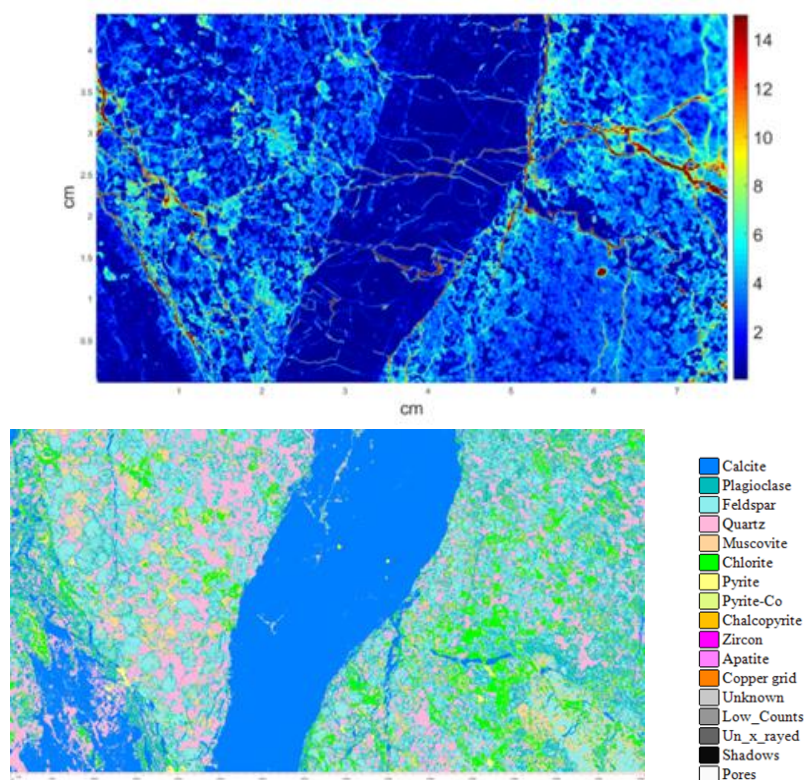 14
12
10
8
6
4
2
4
3.5
3
2.5
2
1.5
1
0.5
cm
1 2 3 4 5 6 7
cm
Calcite
Plagioclase
Feldspar
Quartz
Muscovite
Chlorite
Pyrite
Pyrite-Co
Chalcopyrite
Zircon
Apatite
Copper grid
Unknown
Low_Counts
Un_x_rayed
Shadows
Pores